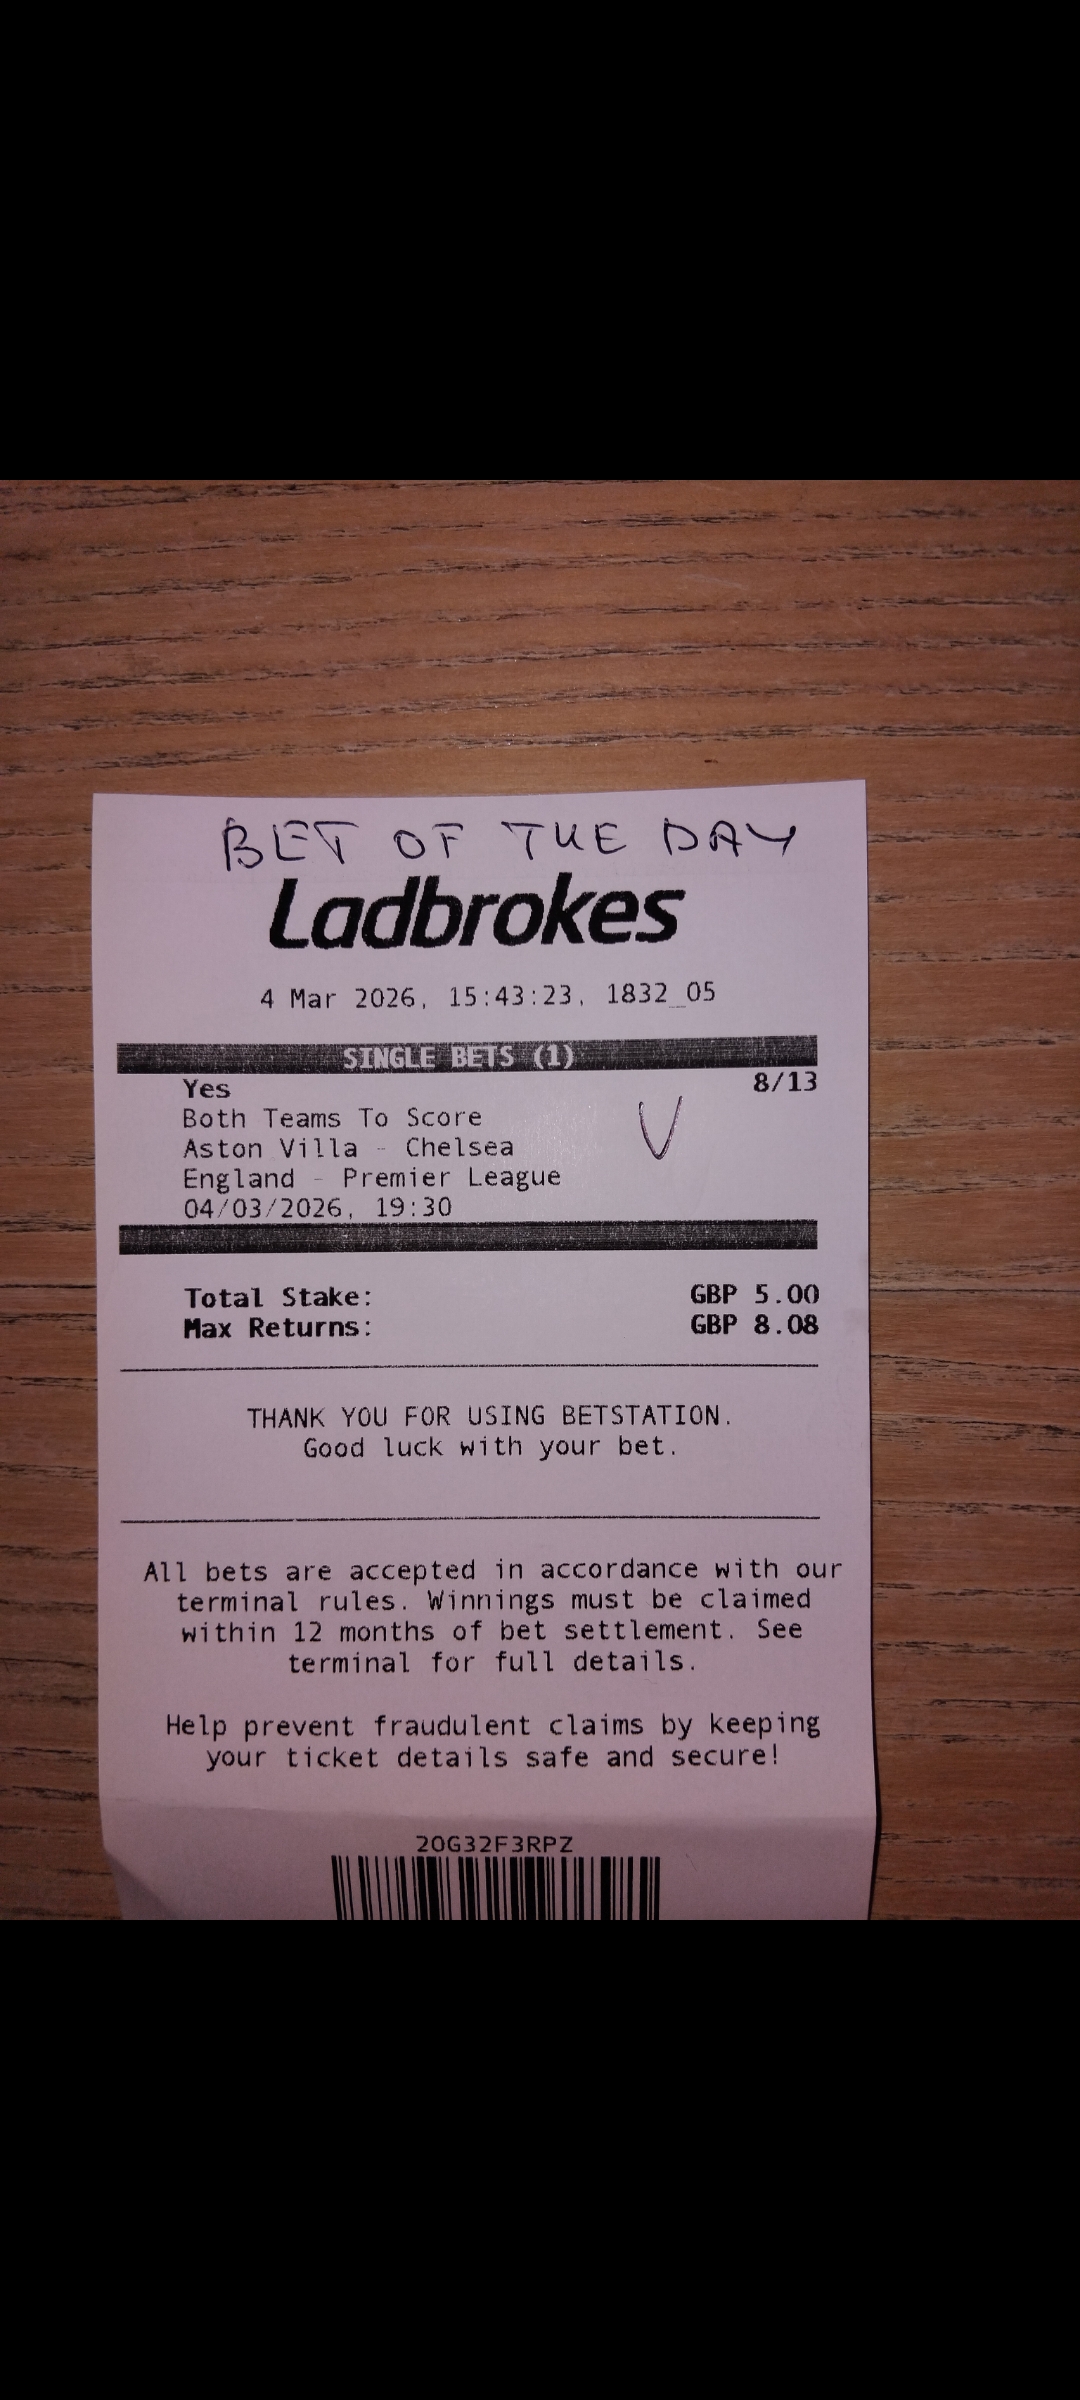 BET OF THE DAY
Ladbrokes
4 Mar 2026, 15:43:23, 1832_05
SINGLE BETS (1)
Yes 8/13
Both Teams To Score
Aston Villa - Chelsea
England - Premier League
04/03/2026, 19:30
Total Stake: GBP 5.00
Max Returns: GBP 8.08
THANK YOU FOR USING BETSTATION.
Good luck with your bet.
All bets are accepted in accordance with our
terminal rules. Winnings must be claimed
within 12 months of bet settlement. See
terminal for full details.
Help prevent fraudulent claims by keeping
your ticket details safe and secure!
20G32F3RPZ